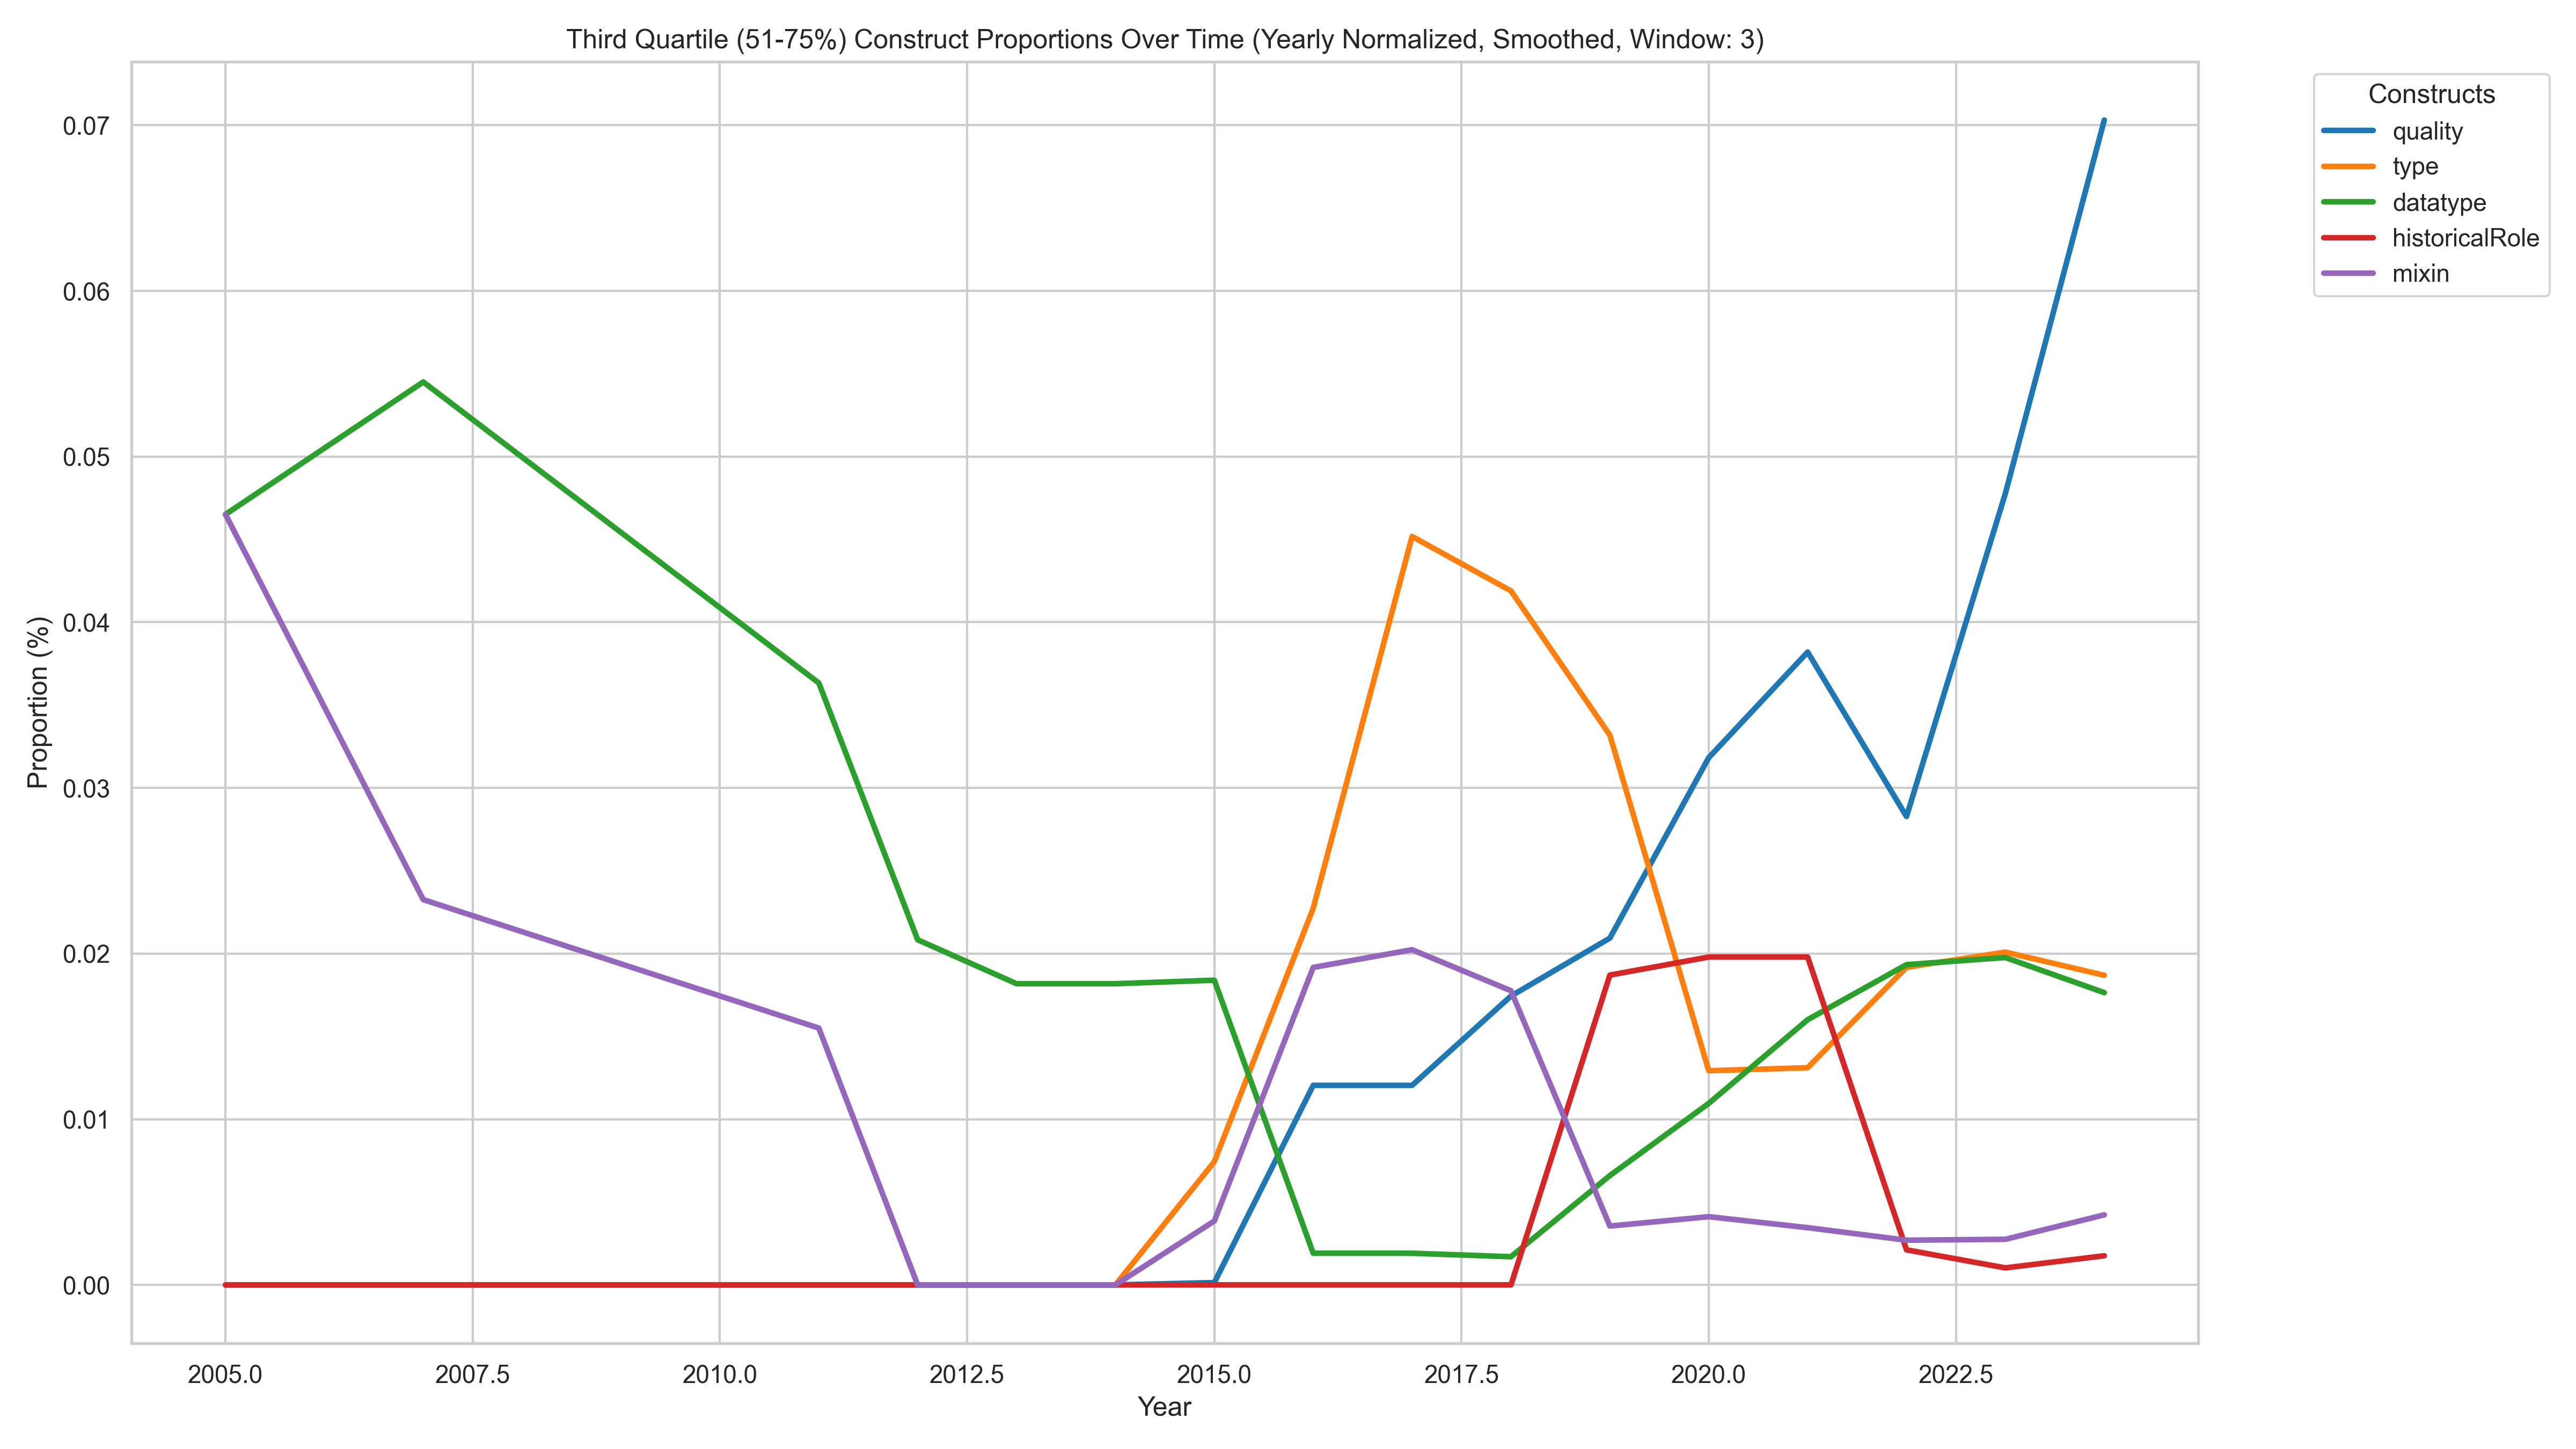 Third Quartile (51-75%) Construct Proportions Over Time (Yearly Normalized, Smoothed, Window: 3)
Constructs
quality
type
datatype
historicalRole
mixin
Proportion (%)
0.07
0.06
0.05
0.04
0.03
0.02
0.01
0.00
2005.0 2007.5 2010.0 2012.5 2015.0 2017.5 2020.0 2022.5
Year